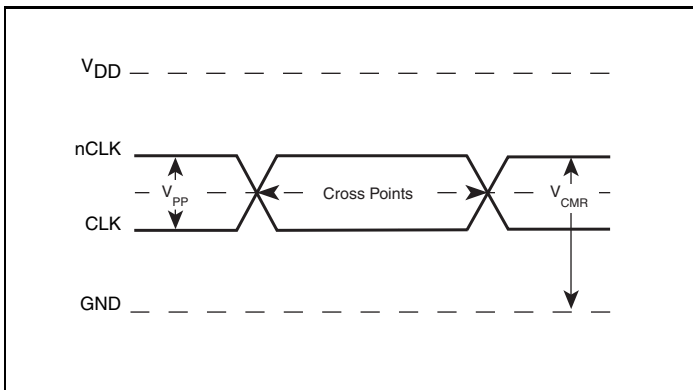 VDD
nCLK
VPP
Cross Points
VCMR
CLK
GND